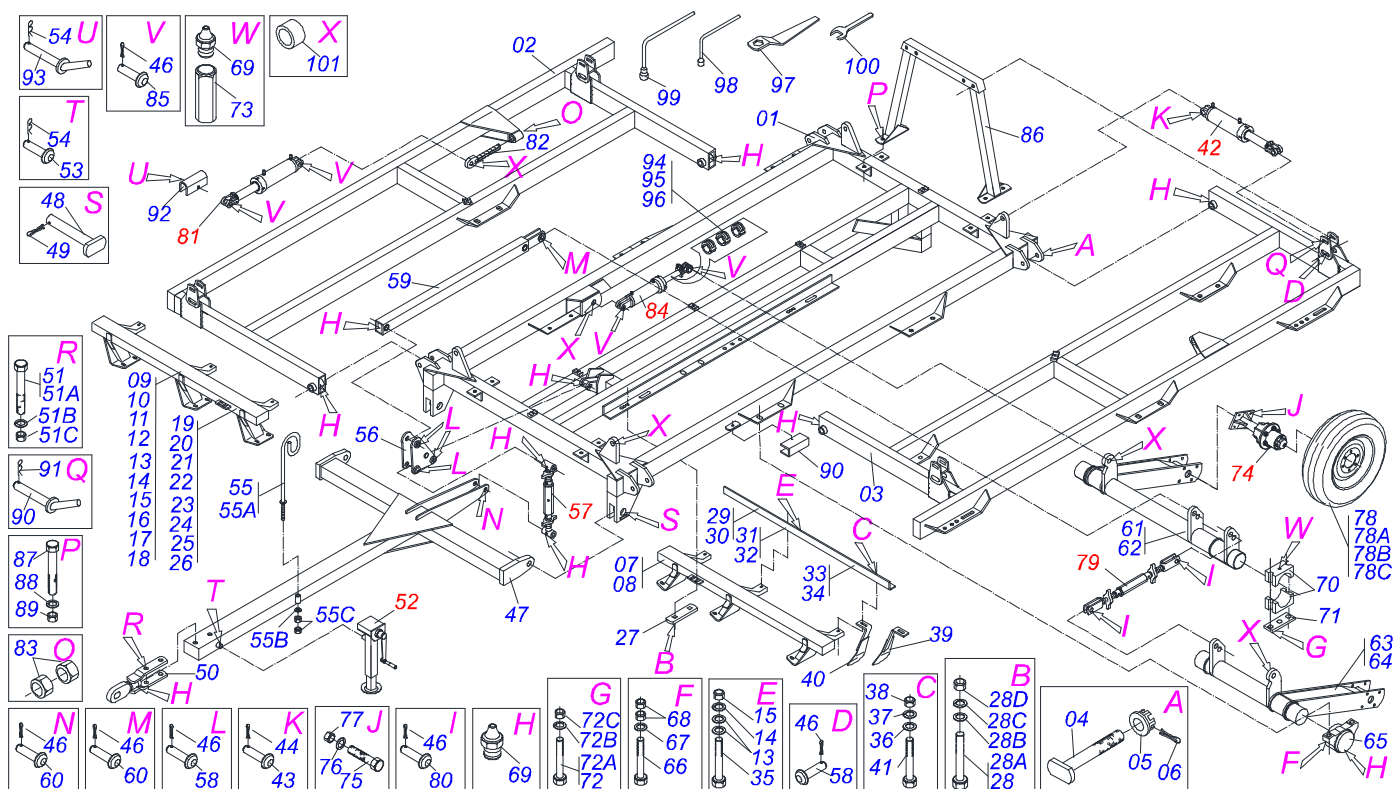 54 U
93
V
46
85
W
69
73
X
101
02
99
98
97
100
P
01
86
K
42
T
54
53
O
82
X
H
94
95
96
U
92
V
V
81
H
48 S
49
M
59
A
Q
D
V
84
X
V
H
H
R
51
51A
51B
51C
09
10
11
12
13
14
15
16
17
18
19
20
21
22
23
24
25
26
H
56
L
L
H
X
H
90
03
J
74
X
91 Q
90
55
55A
57
N
S
H
E
C
29
30
31
32
33
34
61
62
78
78A
78B
78C
W
70
71
G
79
I
I
P
87
88
89
T
R
47
07
08
27
B
39
40
X
63
64
O
83
50
H
55B
55C
52
N
46
60
M
46
60
L
46
58
K
44
43
J
77
76
75
I
46
80
H
69
G
72C
72B
72A
72
F
68
67
66
E
15
14
13
35
D
46
58
C
38
37
36
41
B
28D
28C
28B
28A
28
A
04
05
06
F
65
H